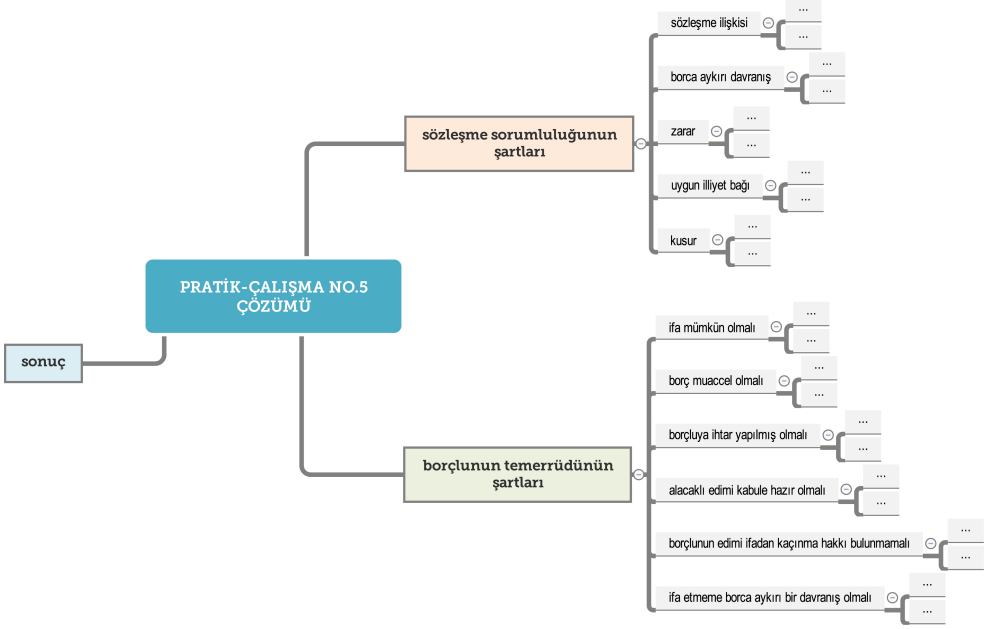 PRATİK-ÇALIŞMA NO.5
ÇÖZÜMÜ
sözleşme sorumluluğunun
şartları
sözleşme ilişkisi
...
...
borca aykırı davranış
...
...
zarar
...
...
uygun illiyet bağı
...
...
kusur
...
...
borçlunun temerrüdünün
şartları
ifa mümkün olmalı
...
...
borç muaccel olmalı
...
...
borçluya ihtar yapılmış olmalı
...
...
alacaklı edimi kabule hazır olmalı
...
...
borçlunun edimi ifadan kaçınma hakkı bulunmamalı
...
...
ifa etmeme borca aykırı bir davranış olmalı
...
...
sonuç